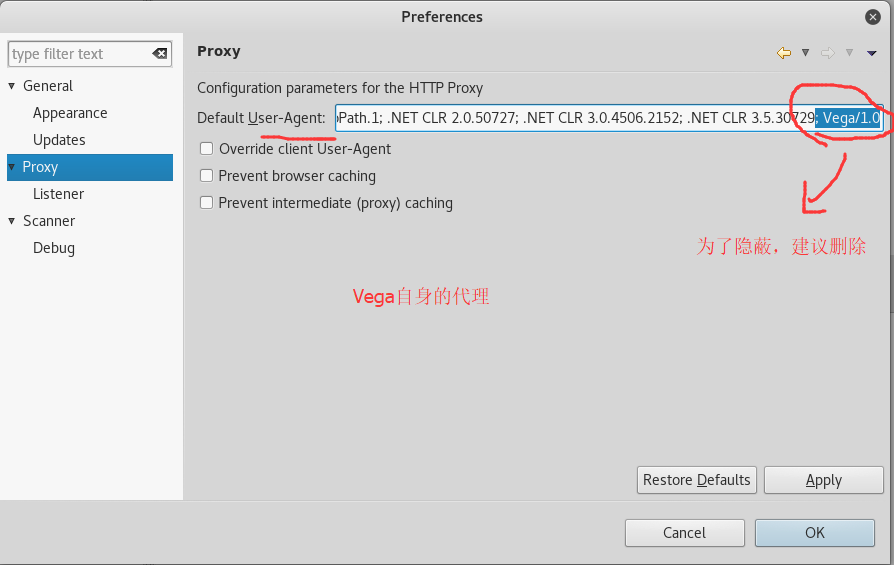 Preferences
type filter text
Proxy
General
Configuration parameters for the HTTP Proxy
Appearance
Default User-Agent: Path.1; .NET CLR 2.0.50727; .NET CLR 3.0.4506.2152; .NET CLR 3.5.30729; Vega/1.0
Updates
Override client User-Agent
Proxy
Prevent browser caching
Listener
Prevent intermediate (proxy) caching
Scanner
Debug
为了隐蔽，建议删除
Vega自身的代理
Restore Defaults
Apply
Cancel
OK